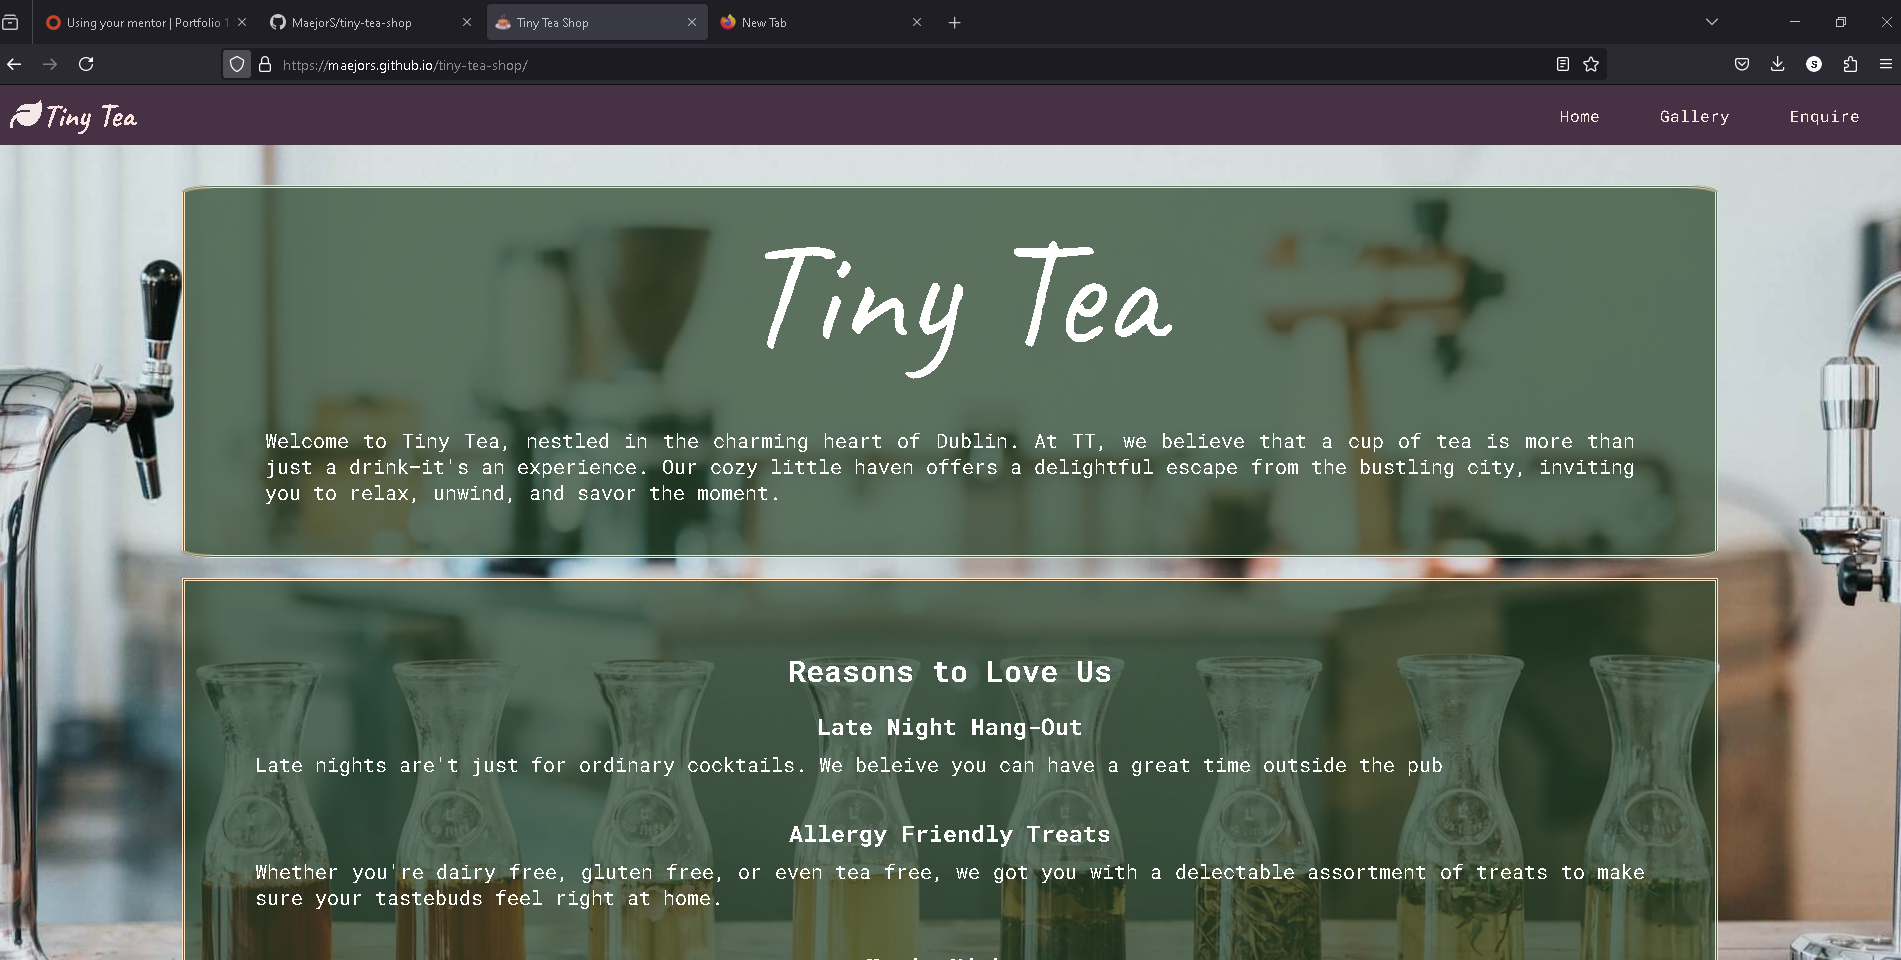 Using your mentor | Portfolio
MaejorS/tiny-tea-shop
Tiny Tea Shop
New Tab
https://maejors.github.io/tiny-tea-shop/
S
Tiny Tea
Home
Gallery
Enquire
Tiny Tea
Welcome to Tiny Tea, nestled in the charming heart of Dublin. At TT, we believe that a cup of tea is more than
just a drink—it's an experience. Our cozy little haven offers a delightful escape from the bustling city, inviting
you to relax, unwind, and savor the moment.
Reasons to Love Us
Late Night Hang-Out
Late nights are't just for ordinary cocktails. We beleive you can have a great time outside the pub
Allergy Friendly Treats
Whether you're dairy free, gluten free, or even tea free, we got you with a delectable assortment of treats to make
sure your tastebuds feel right at home.